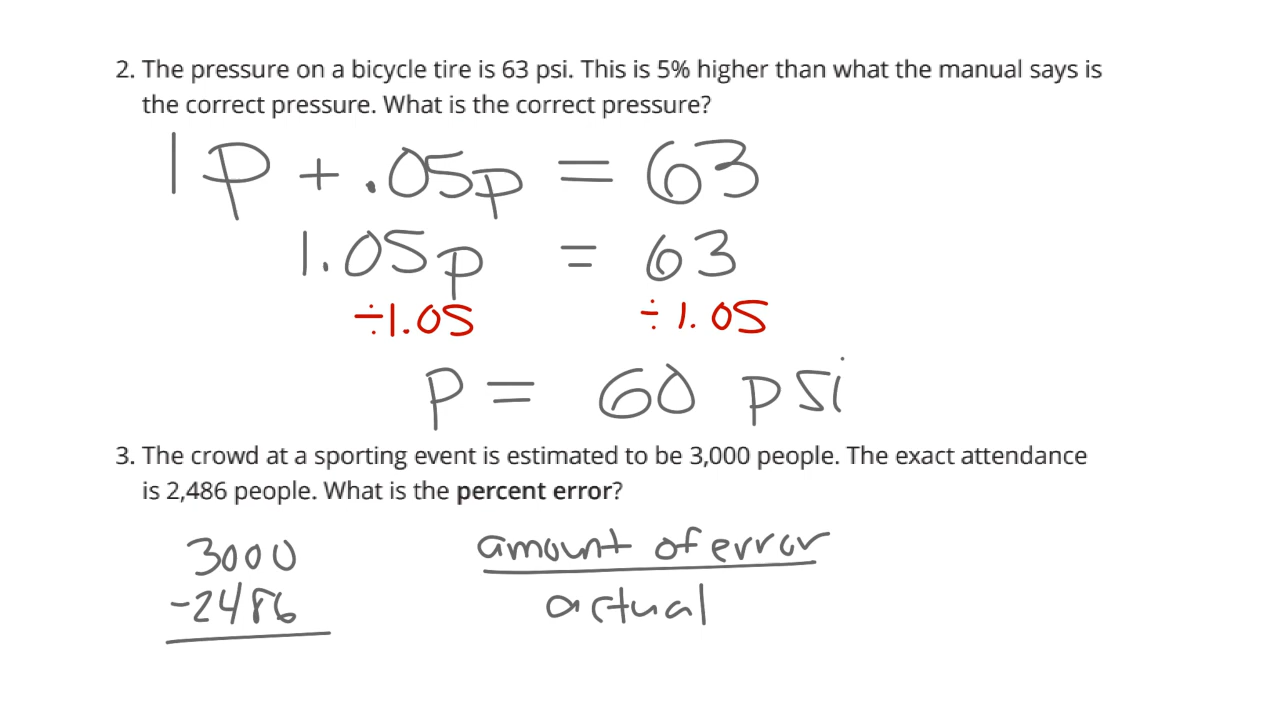 2. The pressure on a bicycle tire is 63 psi. This is 5% higher than what the manual says is
the correct pressure. What is the correct pressure?
1p + .05p = 63
1.05p = 63
÷1.05 ÷1.05
p = 60 psi
3. The crowd at a sporting event is estimated to be 3,000 people. The exact attendance
is 2,486 people. What is the percent error?
3000 amount of error
-2486 actual